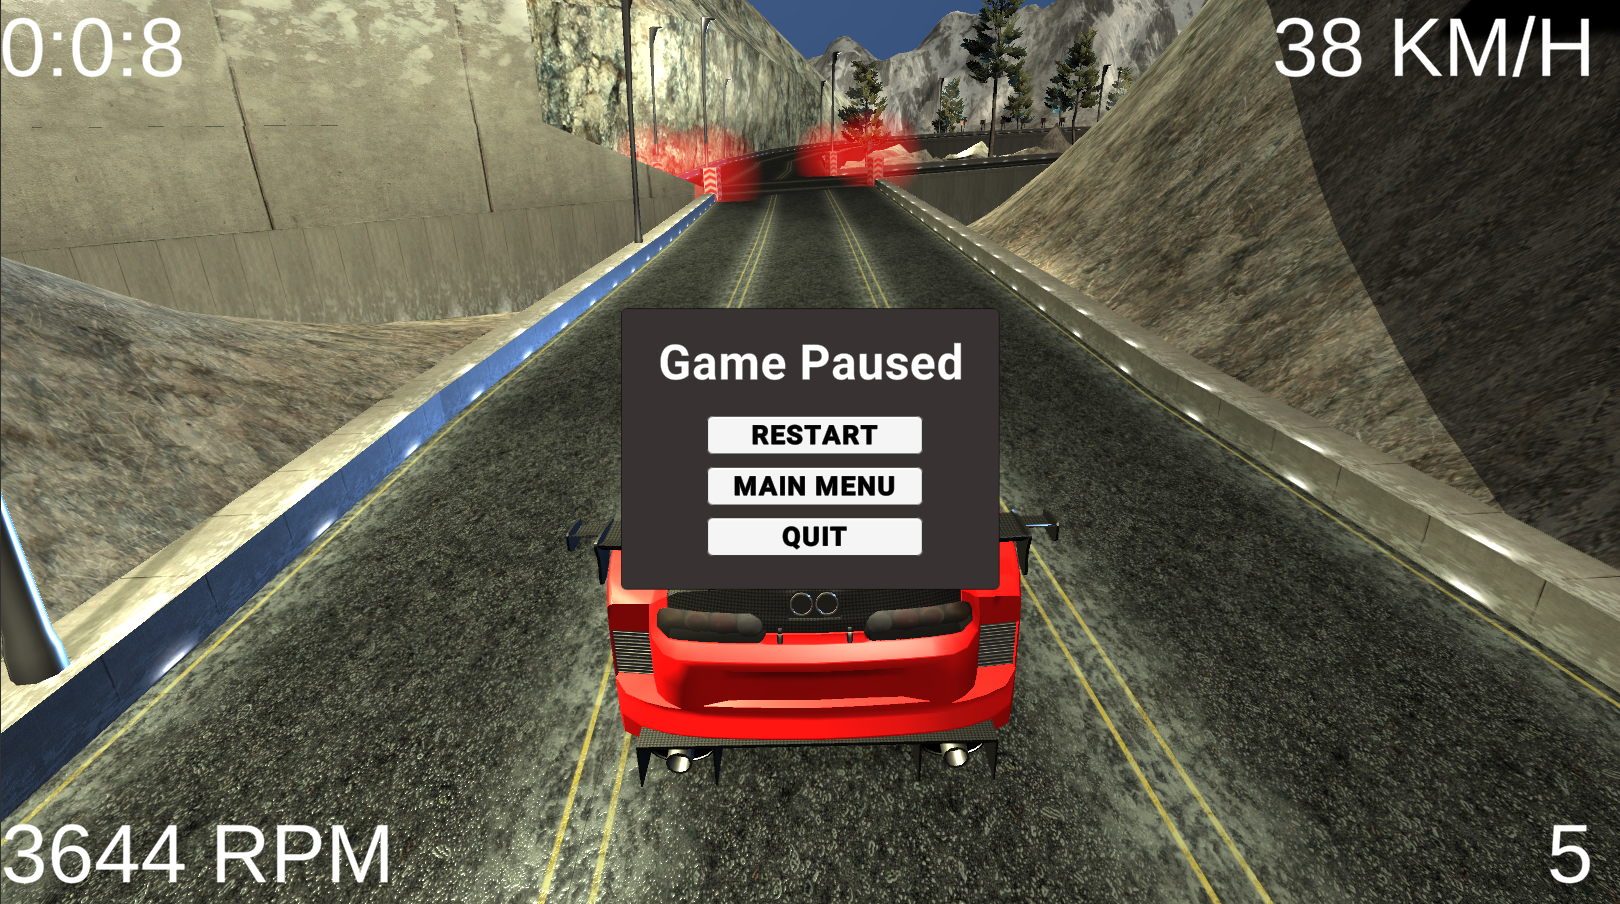 0:0:8
38 KM/H
Game Paused
RESTART
MAIN MENU
QUIT
3644 RPM
5